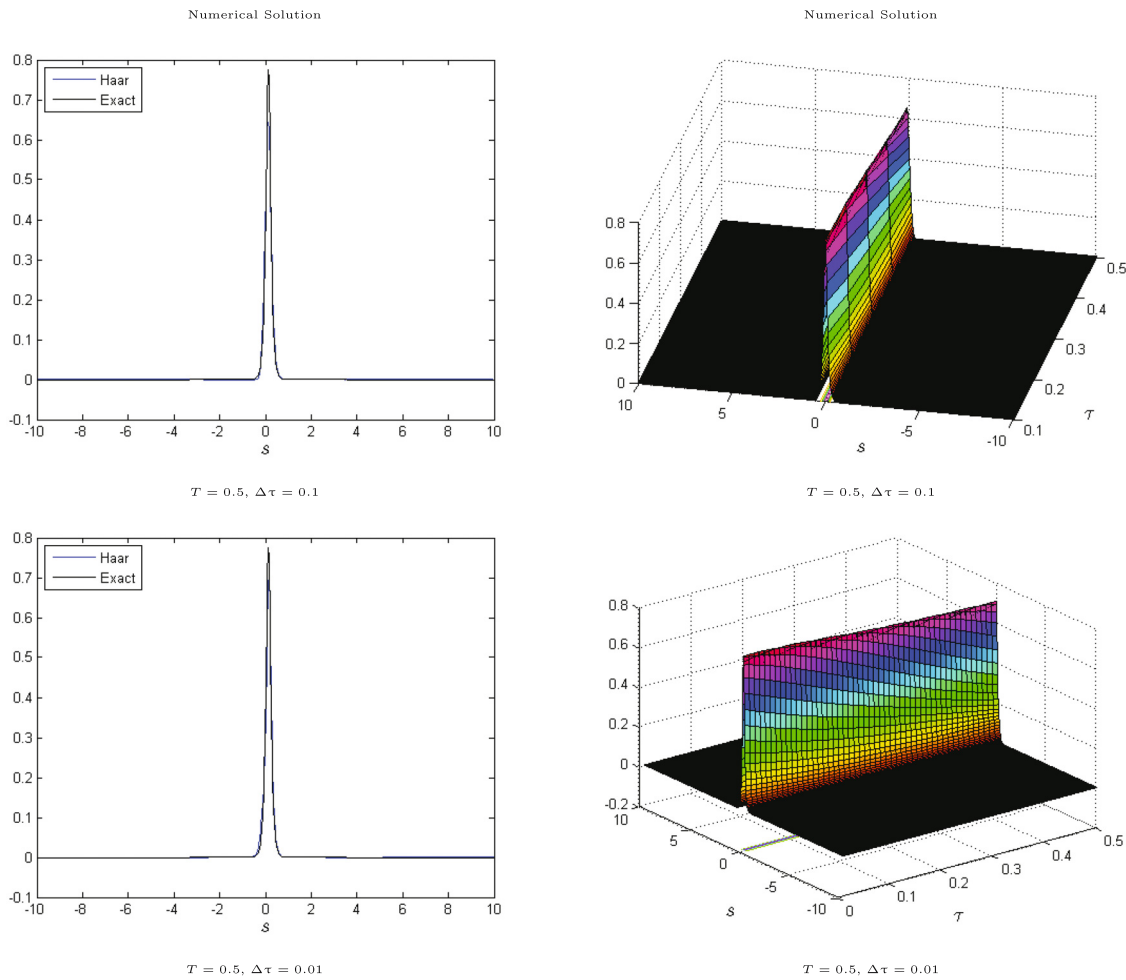 Numerical Solution
Haar
Exact
0.8
0.7
0.6
0.5
0.4
0.3
0.2
0.1
0
-0.1
-10 -8 -6 -4 -2 0 2 4 6 8 10
s
T = 0.5, Δτ = 0.1
Numerical Solution
0.8
0.6
0.4
0.2
0
10 5 0 -5 -10
s
0.1 0.2 0.3 0.4 0.5
τ
T = 0.5, Δτ = 0.1
Haar
Exact
0.8
0.7
0.6
0.5
0.4
0.3
0.2
0.1
0
-0.1
-10 -8 -6 -4 -2 0 2 4 6 8 10
s
T = 0.5, Δτ = 0.01
0.8
0.6
0.4
0.2
0
-0.2
10 5 0 -5 -10
s
0 0.1 0.2 0.3 0.4 0.5
τ
T = 0.5, Δτ = 0.01